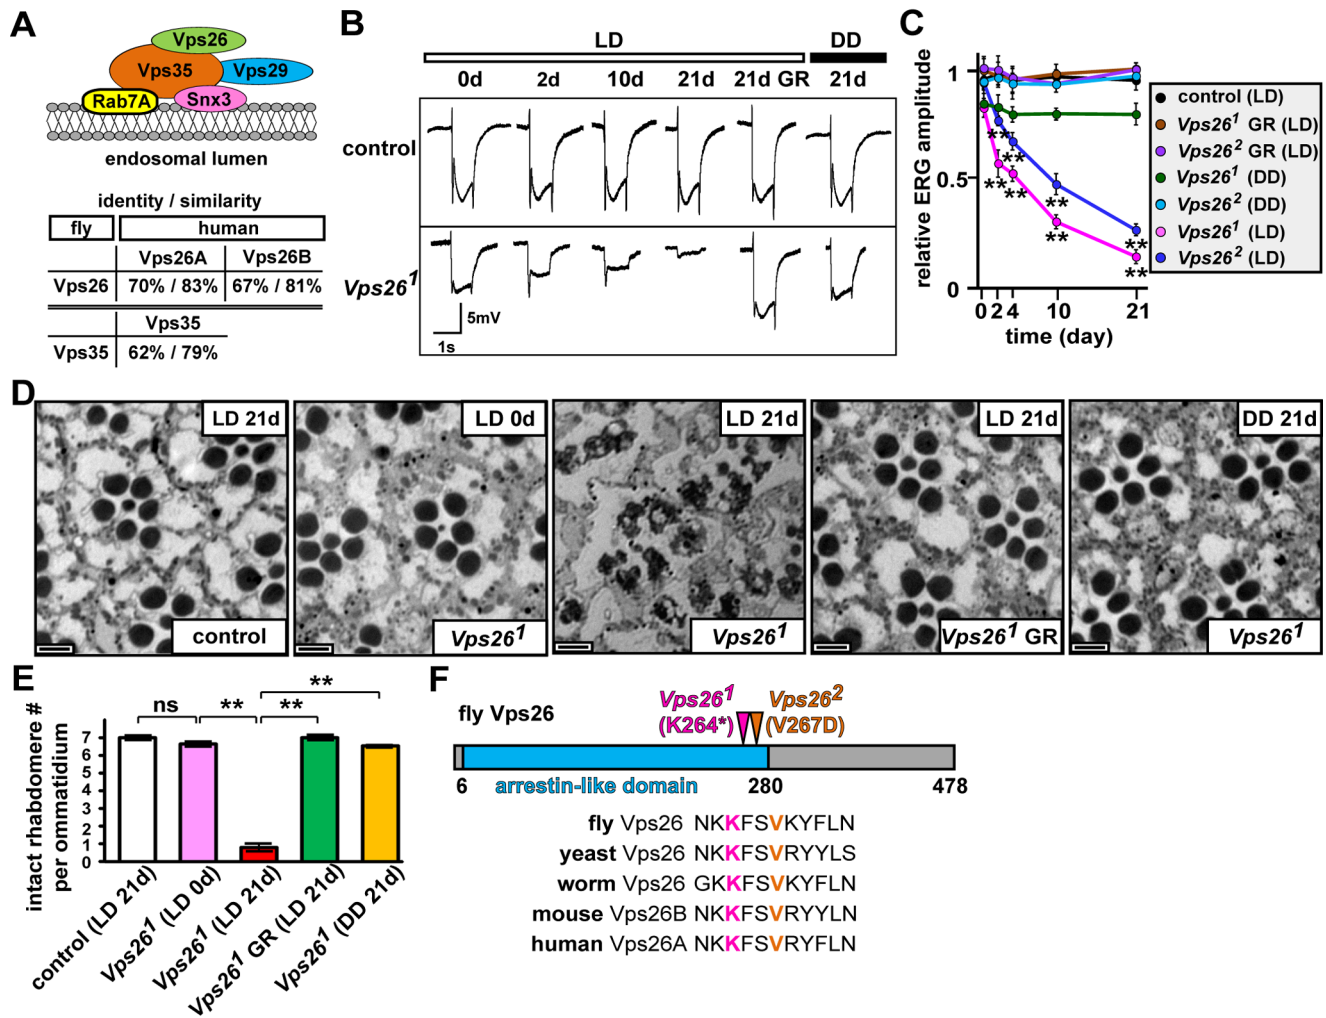 A
Vps26
Vps35
Vps29
Rab7A
Snx3
endosomal lumen
identity / similarity
fly human
Vps26A Vps26B
Vps26 70% / 83% 67% / 81%
Vps35
Vps35 62% / 79%
B
LD DD
0d 2d 10d 21d 21d GR 21d
control
Vps26¹
5mV
1s
C
relative ERG amplitude
1
0.5
0
0 2 4 10 21
time (day)
**
**
**
**
**
**
**
**
control (LD)
Vps26¹ GR (LD)
Vps26² GR (LD)
Vps26¹ (DD)
Vps26² (DD)
Vps26¹ (LD)
Vps26² (LD)
D
LD 21d
control
LD 0d
Vps26¹
LD 21d
Vps26¹
LD 21d
Vps26¹ GR
DD 21d
Vps26¹
E
intact rhabdomere #
per ommatidium
7
6
5
4
3
2
1
0
ns ** ** **
control (LD 21d)
Vps26¹ (LD 0d)
Vps26¹ (LD 21d)
Vps26¹ GR (LD 21d)
Vps26¹ (DD 21d)
F
fly Vps26
Vps26¹ Vps26²
(K264*) (V267D)
6 arrestin-like domain 280 478
fly Vps26 NKKFSVKYFLN
yeast Vps26 NKKFSVRYYLS
worm Vps26 GKKFSVKYFLN
mouse Vps26B NKKFSVRYYLN
human Vps26A NKKFSVRYFLN